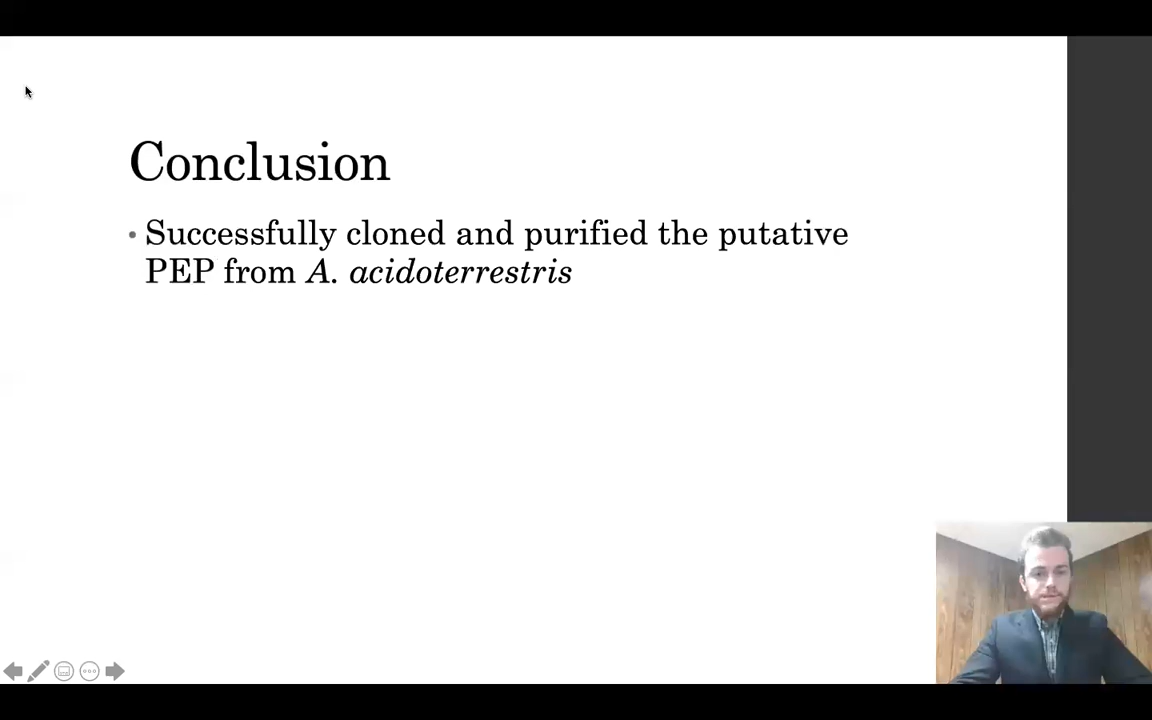 Conclusion
• Successfully cloned and purified the putative
PEP from A. acidoterrestris